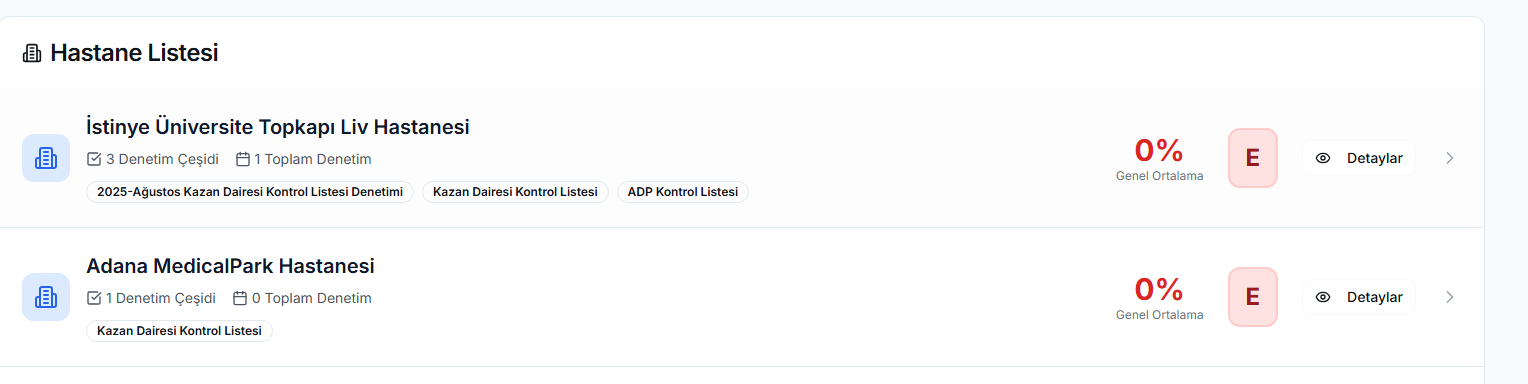 Hastane Listesi
İstinye Üniversite Topkapı Liv Hastanesi
3 Denetim Çeşidi 1 Toplam Denetim
2025-Ağustos Kazan Dairesi Kontrol Listesi Denetimi Kazan Dairesi Kontrol Listesi ADP Kontrol Listesi
0%
Genel Ortalama
E
Detaylar
Adana MedicalPark Hastanesi
1 Denetim Çeşidi 0 Toplam Denetim
Kazan Dairesi Kontrol Listesi
0%
Genel Ortalama
E
Detaylar